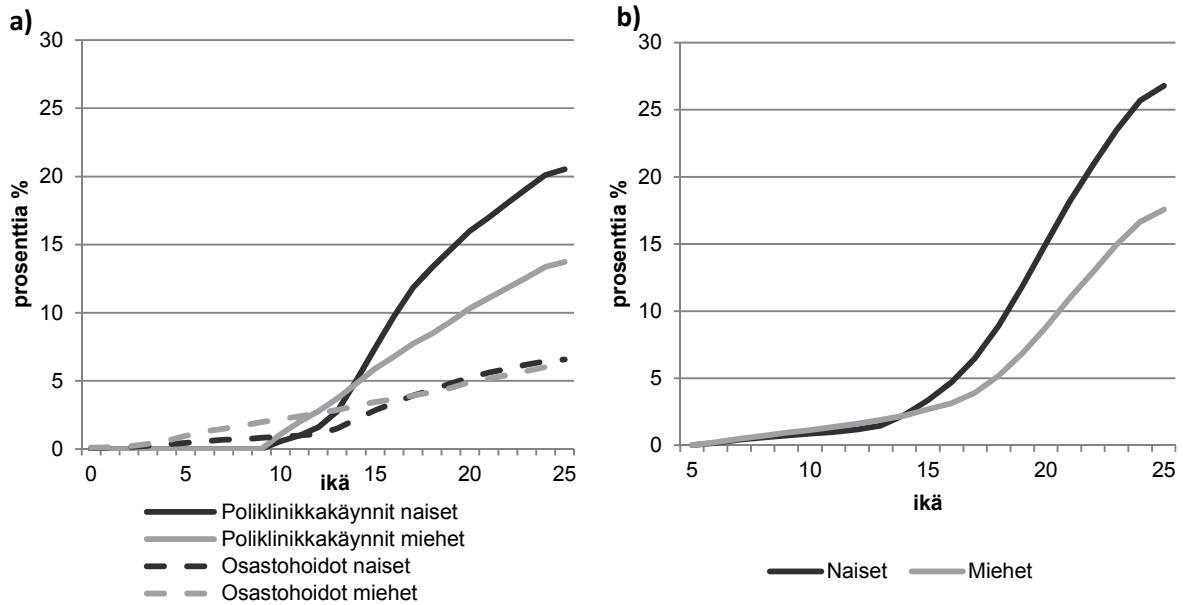 a)
30
25
20
15
10
5
0
prosenttia %
0 5 10 15 20 25
ikä
Poliklinikkakäynnit naiset
Poliklinikkakäynnit miehet
Osastohoidot naiset
Osastohoidot miehet
b)
30
25
20
15
10
5
0
prosenttia %
5 10 15 20 25
ikä
Naiset Miehet